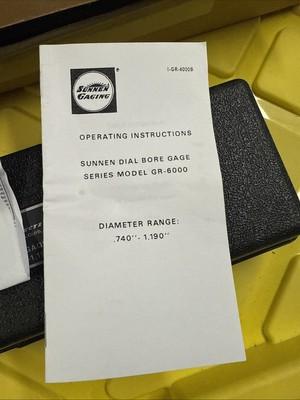 I-GR-6000B
SUNNEN
GAGING
OPERATING INSTRUCTIONS
SUNNEN DIAL BORE GAGE
SERIES MODEL GR-6000
DIAMETER RANGE:
.740"- 1.190"